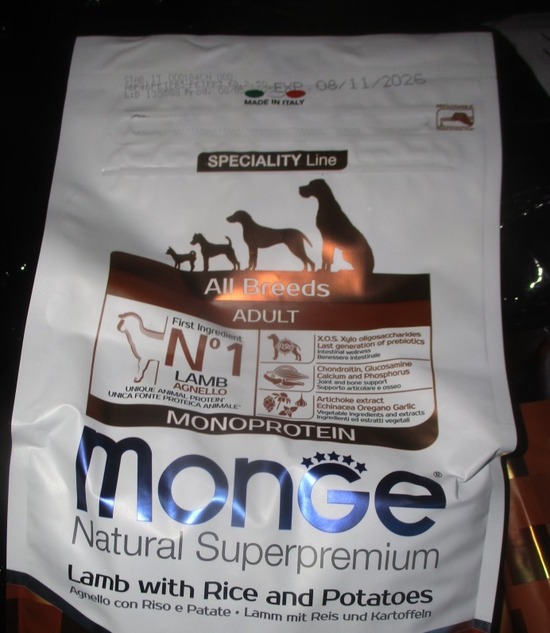 EXP. 08/11/2026
MADE IN ITALY
SPECIALITY Line
All Breeds
ADULT
First Ingredient
N°1
LAMB
AGNELLO
UNIQUE ANIMAL PROTEIN
UNICA FONTE PROTEICA ANIMALE
X.O.S. Xylo oligosaccharides
Last generation of prebiotics
Intestinal wellness
Benessere intestinale
Chondroitin, Glucosamine
Calcium and Phosphorus
Joint and bone support
Supporto articolare e osseo
Artichoke extract
Echinacea Oregano Garlic
Vegetable ingredients and extracts
Ingredienti ed estratti vegetali
MONOPROTEIN
monGe®
Natural Superpremium
Lamb with Rice and Potatoes
Agnello con Riso e Patate • Lamm mit Reis und Kartoffeln